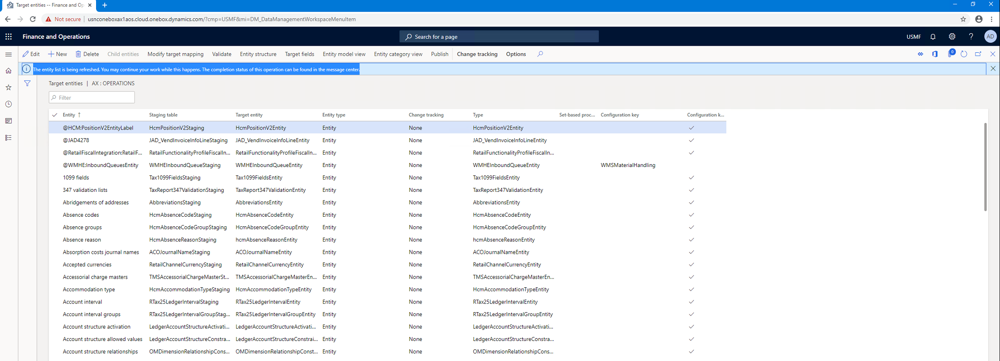 Target entities -- Finance and Op
Not secure | usnconeboxax1aos.cloud.onebox.dynamics.com/?cmp=USMF&mi=DM_DataManagementWorkspaceMenuItem
Finance and Operations Search for a page USMF ? AD
Edit New Delete Child entities Modify target mapping Validate Entity structure Target fields Entity model view Entity category view Publish Change tracking Options 0
The entity list is being refreshed. You may continue your work while this happens. The completion status of this operation can be found in the message center.
Target entities | AX : OPERATIONS
Filter
Entity ↑ Staging table Target entity Entity type Change tracking Type Set-based proc... Configuration key Configuration k...
@HCM:PositionV2EntityLabel HcmPositionV2Staging HcmPositionV2Entity Entity None HcmPositionV2Entity
@JAD4278 JAD_VendInvoiceInfoLineStaging JAD_VendInvoiceInfoLineEntity Entity None JAD_VendInvoiceInfoLineEntity
@RetailFiscalIntegration:RetailF... RetailFunctionalityProfileFiscalIn... RetailFunctionalityProfileFiscalIn... Entity None RetailFunctionalityProfileFiscalIn...
@WMHE:InboundQueuesEntity WMHEInboundQueueStaging WMHEInboundQueueEntity Entity None WMHEInboundQueueEntity WMSMaterialHandling
1099 fields Tax1099FieldsStaging Tax1099FieldsEntity Entity None Tax1099FieldsEntity
347 validation lists TaxReport347ValidationStaging TaxReport347ValidationEntity Entity None TaxReport347ValidationEntity
Abridgements of addresses AbbreviationsStaging AbbreviationsEntity Entity None AbbreviationsEntity
Absence codes HcmAbsenceCodeStaging HcmAbsenceCodeEntity Entity None HcmAbsenceCodeEntity
Absence groups HcmAbsenceCodeGroupStaging HcmAbsenceCodeGroupEntity Entity None HcmAbsenceCodeGroupEntity
Absence reason HcmAbsenceReasonStaging hcmAbsenceReasonEntity Entity None hcmAbsenceReasonEntity
Absorption costs journal names ACOJournalNameStaging ACOJournalNameEntity Entity None ACOJournalNameEntity
Accepted currencies RetailChannelCurrencyStaging RetailChannelCurrencyEntity Entity None RetailChannelCurrencyEntity
Accessorial charge masters TMSAccessorialChargeMasterSt... TMSAccessorialChargeMasterEn... Entity None TMSAccessorialChargeMasterEn...
Accommodation type HcmAccommodationTypeStaging HcmAccommodationTypeEntity Entity None HcmAccommodationTypeEntity
Account interval RTax25LedgerIntervalStaging RTax25LedgerIntervalEntity Entity None RTax25LedgerIntervalEntity
Account interval groups RTax25LedgerIntervalGroupStag... RTax25LedgerIntervalGroupEntity Entity None RTax25LedgerIntervalGroupEntity
Account structure activation LedgerAccountStructureActivati... LedgerAccountStructureActivati... Entity None LedgerAccountStructureActivati...
Account structure allowed values LedgerAccountStructureConstra... LedgerAccountStructureConstrai... Entity None LedgerAccountStructureConstra...
Account structure relationships OMDimensionRelationshipCons... OMDimensionRelationshipConst... Entity None OMDimensionRelationshipCons...